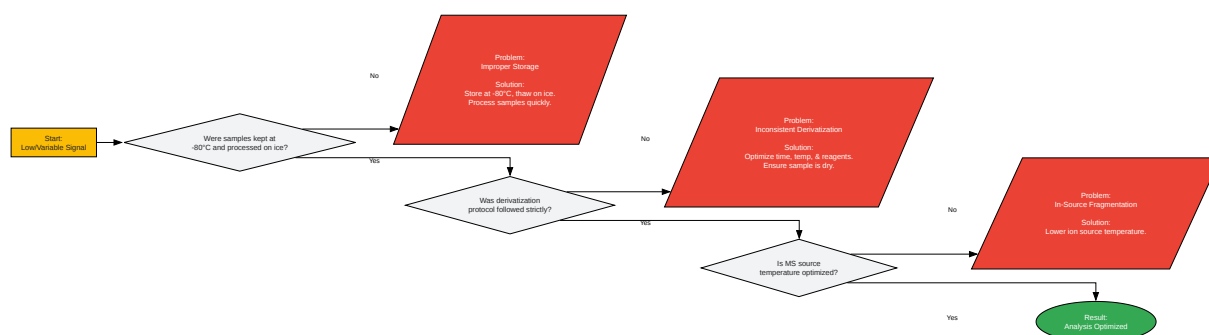 Start:
Low/Variable Signal
Were samples kept at
-80°C and processed on ice?
No
Problem:
Improper Storage
Solution:
Store at -80°C, thaw on ice.
Process samples quickly.
Yes
Was derivatization
protocol followed strictly?
No
Problem:
Inconsistent Derivatization
Solution:
Optimize time, temp, & reagents.
Ensure sample is dry.
Yes
Is MS source
temperature optimized?
No
Problem:
In-Source Fragmentation
Solution:
Lower ion source temperature.
Yes
Result:
Analysis Optimized